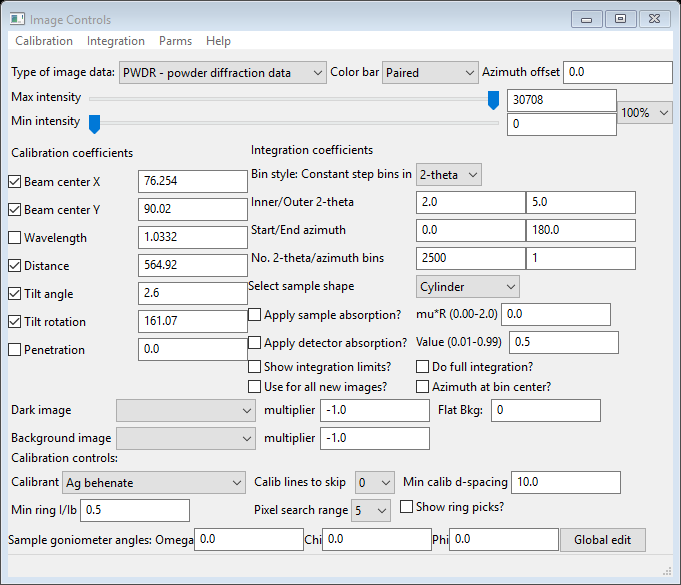 Image Controls
Calibration Integration Parms Help
Type of image data: PWDR - powder diffraction data Color bar Paired Azimuth offset 0.0
Max intensity 30708
Min intensity 0 100%
Calibration coefficients Integration coefficients
Beam center X 76.254 Bin style: Constant step bins in 2-theta
Beam center Y 90.02 Inner/Outer 2-theta 2.0 5.0
Wavelength 1.0332 Start/End azimuth 0.0 180.0
Distance 564.92 No. 2-theta/azimuth bins 2500 1
Tilt angle 2.6 Select sample shape Cylinder
Tilt rotation 161.07 Apply sample absorption? mu*R (0.00-2.0) 0.0
Penetration 0.0 Apply detector absorption? Value (0.01-0.99) 0.5
Show integration limits? Do full integration?
Use for all new images? Azimuth at bin center?
Dark image multiplier -1.0 Flat Bkg: 0
Background image multiplier -1.0
Calibration controls:
Calibrant Ag behenate Calib lines to skip 0 Min calib d-spacing 10.0
Min ring I/Ib 0.5 Pixel search range 5 Show ring picks?
Sample goniometer angles: Omega 0.0 Chi 0.0 Phi 0.0 Global edit